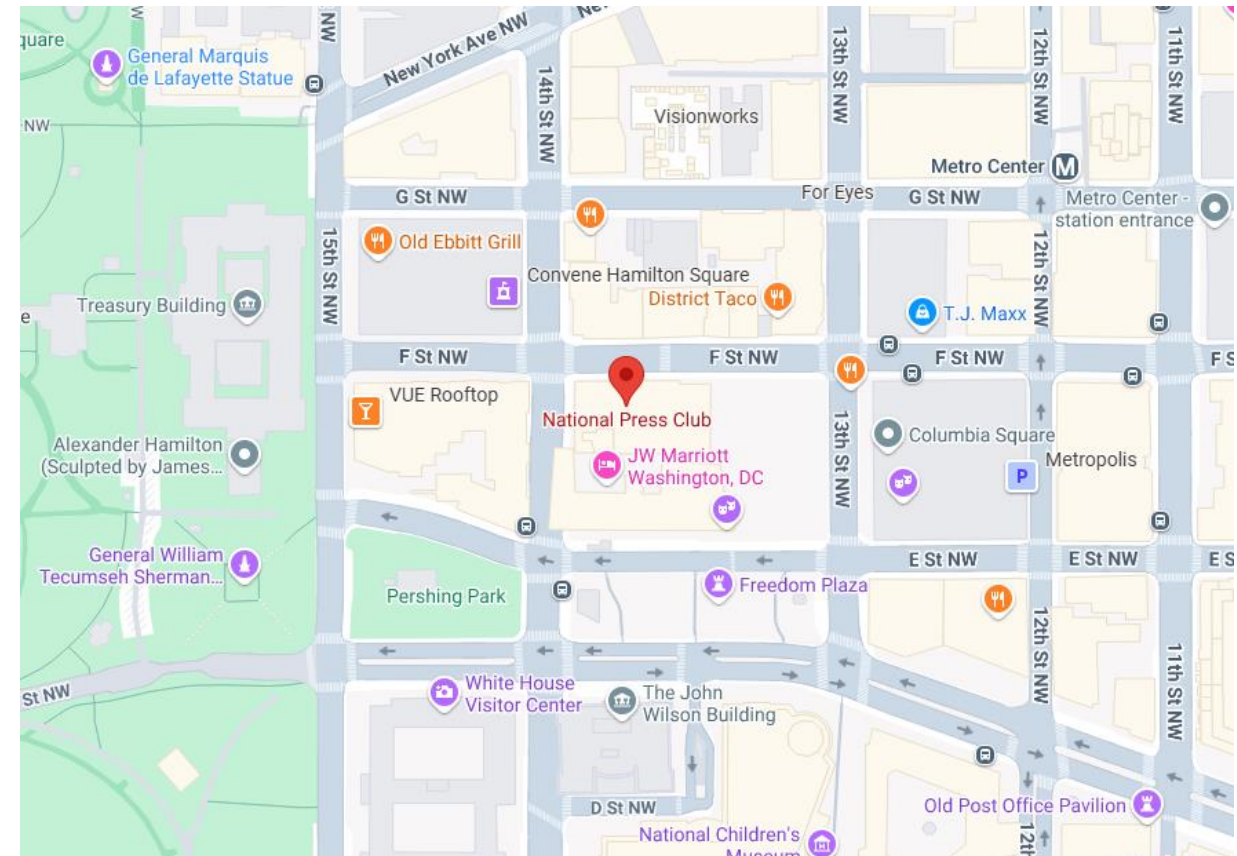 quare
General Marquis
de Lafayette Statue
NW
New York Ave NW
New
14th St NW
13th St NW
12th St NW
11th St NW
NW
Visionworks
Metro Center
M
For Eyes
G St NW
G St NW
Metro Center -
station entrance
15th St NW
Old Ebbitt Grill
12th St NW
Convene Hamilton Square
District Taco
Treasury Building
e
T.J. Maxx
F St NW
F St NW
F St NW
F S
VUE Rooftop
National Press Club
Alexander Hamilton
(Sculpted by James...
13th St NW
Columbia Square
JW Marriott
Washington, DC
Metropolis
P
General William
Tecumseh Sherman...
E St NW
E St NW
E S
Pershing Park
Freedom Plaza
12th St NW
11th St NW
St NW
White House
Visitor Center
The John
Wilson Building
D St NW
Old Post Office Pavilion
National Children's
Museum
12th